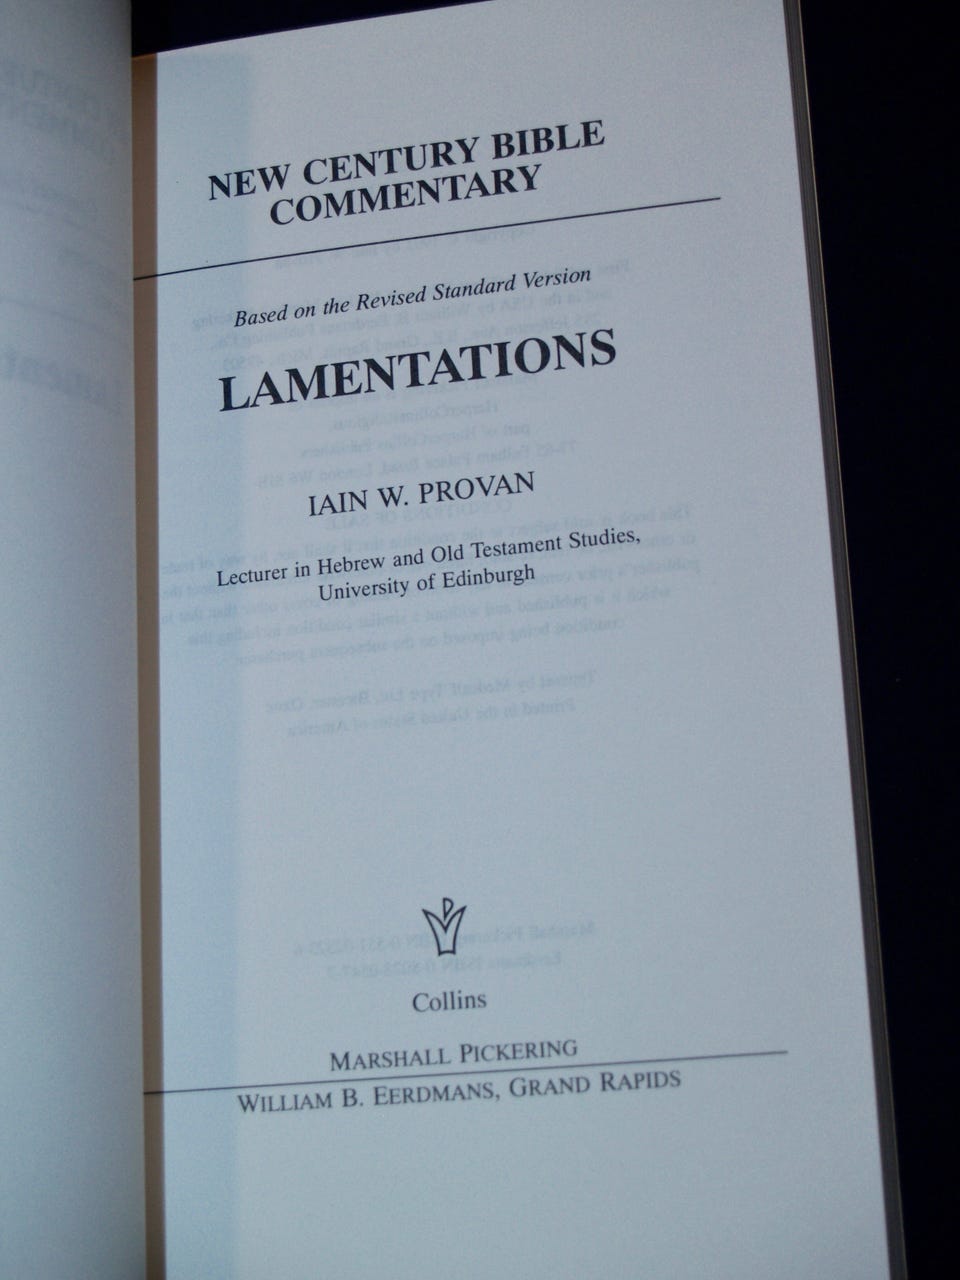 NEW CENTURY BIBLE
COMMENTARY
Based on the Revised Standard Version
LAMENTATIONS
IAIN W. PROVAN
Lecturer in Hebrew and Old Testament Studies,
University of Edinburgh
Collins
MARSHALL PICKERING
WILLIAM B. EERDMANS, GRAND RAPIDS